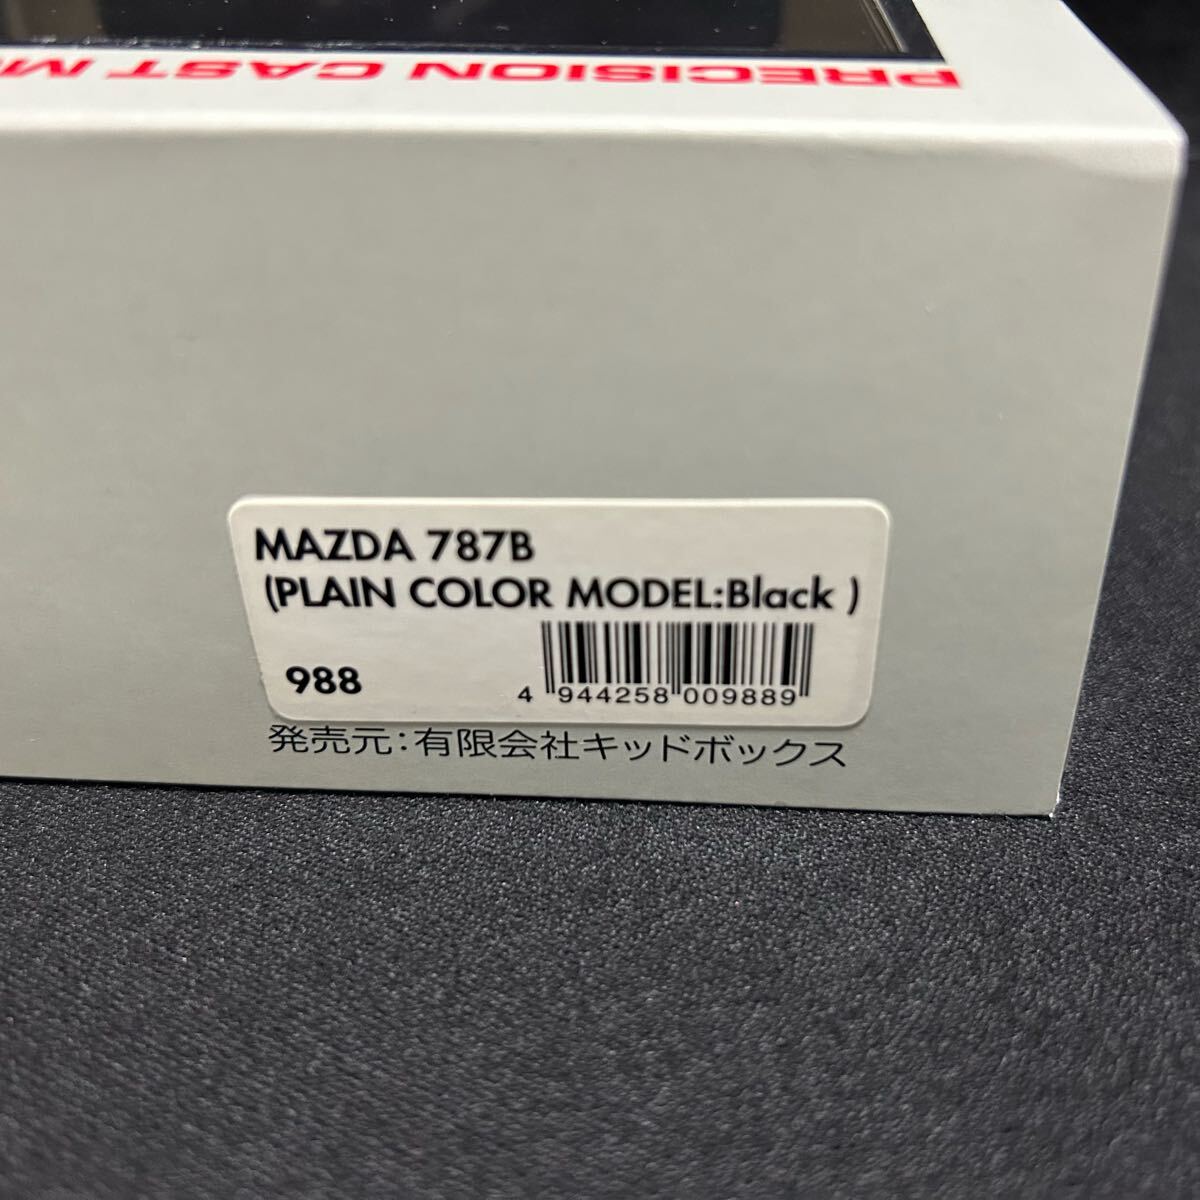 PRECISION CAST
MAZDA 787B
(PLAIN COLOR MODEL:Black )
988
4 944258 009889
発売元:有限会社キッドボックス